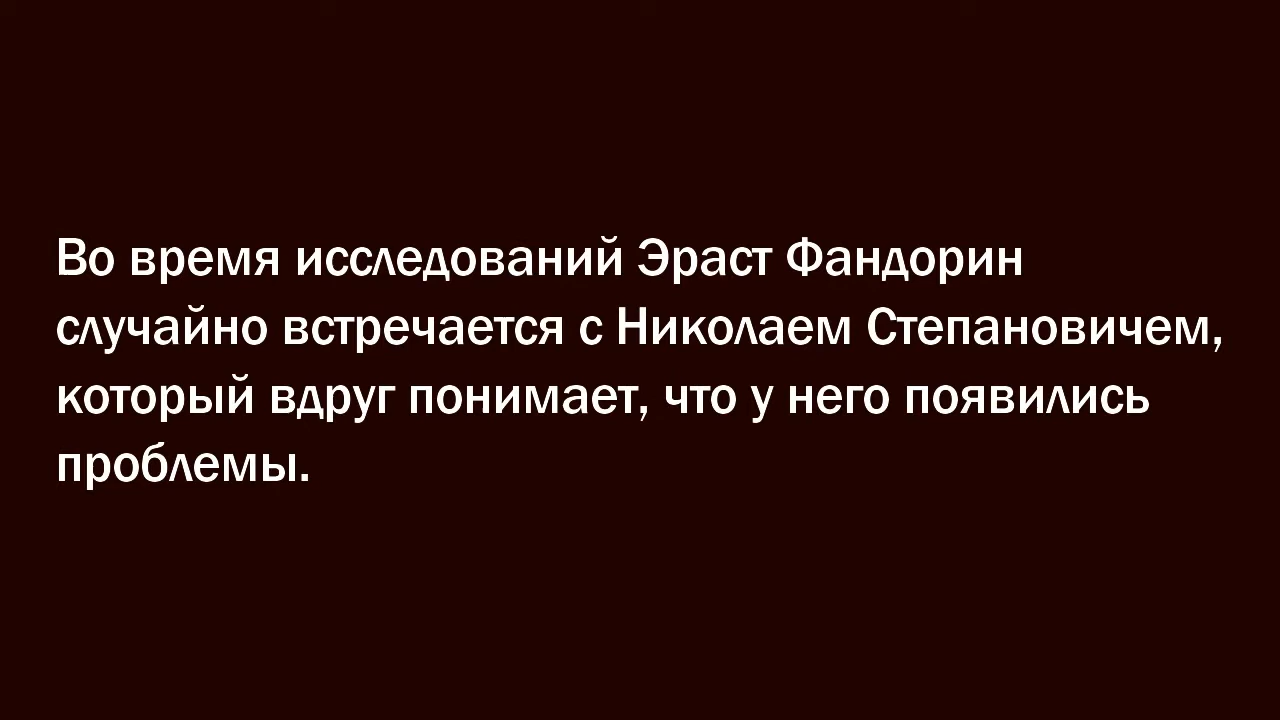 Во время исследований Эраст Фандорин
случайно встречается с Николаем Степановичем,
который вдруг понимает, что у него появились
проблемы.